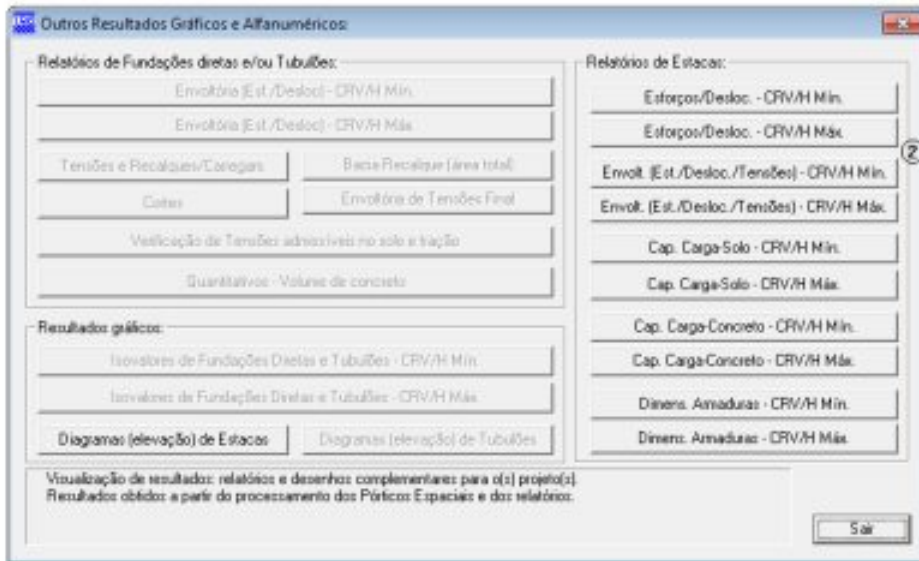 TQS
Outros Resultados Gráficos e Alfanuméricos:
Relatórios de Fundações diretas e/ou Tubulões:
Envoltória (Est./Desloc) - CRV/H Mín.
Envoltória (Est./Desloc) - CRV/H Máx.
Tensões e Recalques/Carregam.
Bacia Recalque (área total)
Cortes
Envoltória de Tensões Final
Verificação de Tensões admissíveis no solo e tração
Quantitativos - Volume de concreto
Resultados gráficos:
Isovalores de Fundações Diretas e Tubulões - CRV/H Mín.
Isovalores de Fundações Diretas e Tubulões - CRV/H Máx.
Diagramas (elevação) de Estacas
Diagramas (elevação) de Tubulões
Relatórios de Estacas:
Esforços/Desloc. - CRV/H Mín.
Esforços/Desloc. - CRV/H Máx.
2
Envolt. (Est./Desloc./Tensões) - CRV/H Mín.
Envolt. (Est./Desloc./Tensões) - CRV/H Máx.
Cap. Carga-Solo - CRV/H Mín.
Cap. Carga-Solo - CRV/H Máx.
Cap. Carga-Concreto - CRV/H Mín.
Cap. Carga-Concreto - CRV/H Máx.
Dimens. Armaduras - CRV/H Mín.
Dimens. Armaduras - CRV/H Máx.
Visualização de resultados: relatórios e desenhos complementares para o(s) projeto(s).
Resultados obtidos a partir do processamento dos Pórticos Espaciais e dos relatórios.
Sair